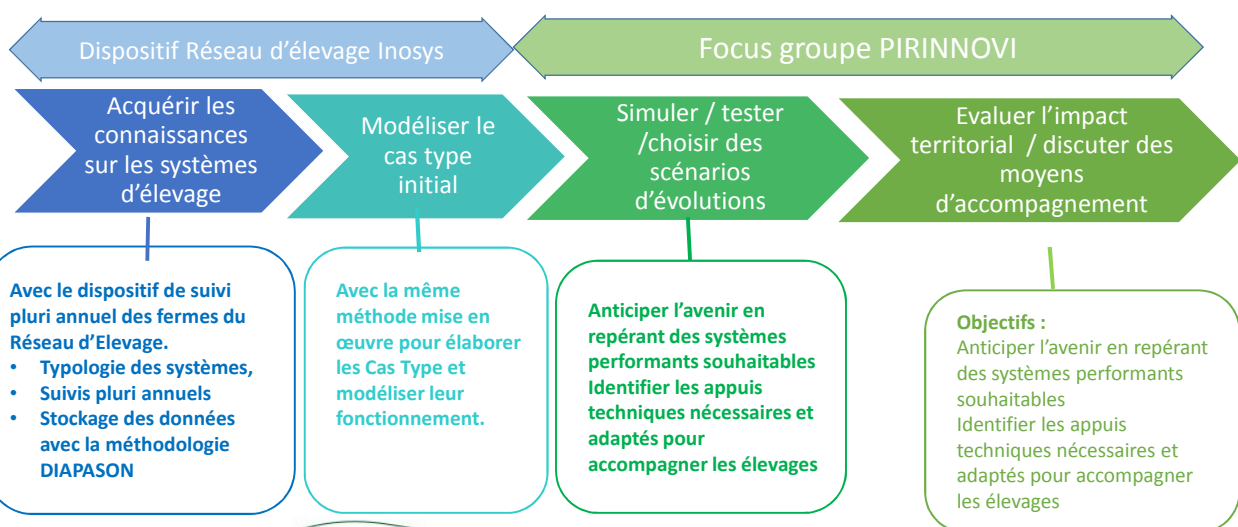 Dispositif Réseau d'élevage Inosys
Focus groupe PIRINNOVI
Acquérir les
connaissances
sur les systèmes
d'élevage
Modéliser le
cas type
initial
Simuler / tester
/choisir des
scénarios
d'évolutions
Evaluer l'impact
territorial / discuter des
moyens
d'accompagnement
Avec le dispositif de suivi
pluri annuel des fermes du
Réseau d'Elevage.
• Typologie des systèmes,
• Suivis pluri annuels
• Stockage des données
avec la méthodologie
DIAPASON
Avec la même
méthode mise en
œuvre pour élaborer
les Cas Type et
modéliser leur
fonctionnement.
Anticiper l'avenir en
repérant des systèmes
performants souhaitables
Identifier les appuis
techniques nécessaires et
adaptés pour
accompagner les élevages
Objectifs :
Anticiper l'avenir en repérant
des systèmes performants
souhaitables
Identifier les appuis
techniques nécessaires et
adaptés pour accompagner
les élevages